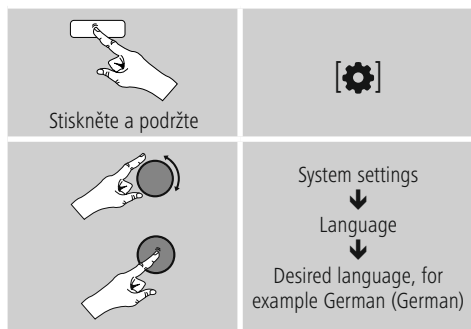 Stiskněte a podržte
[⚙]
System settings
Language
Desired language, for
example German (German)